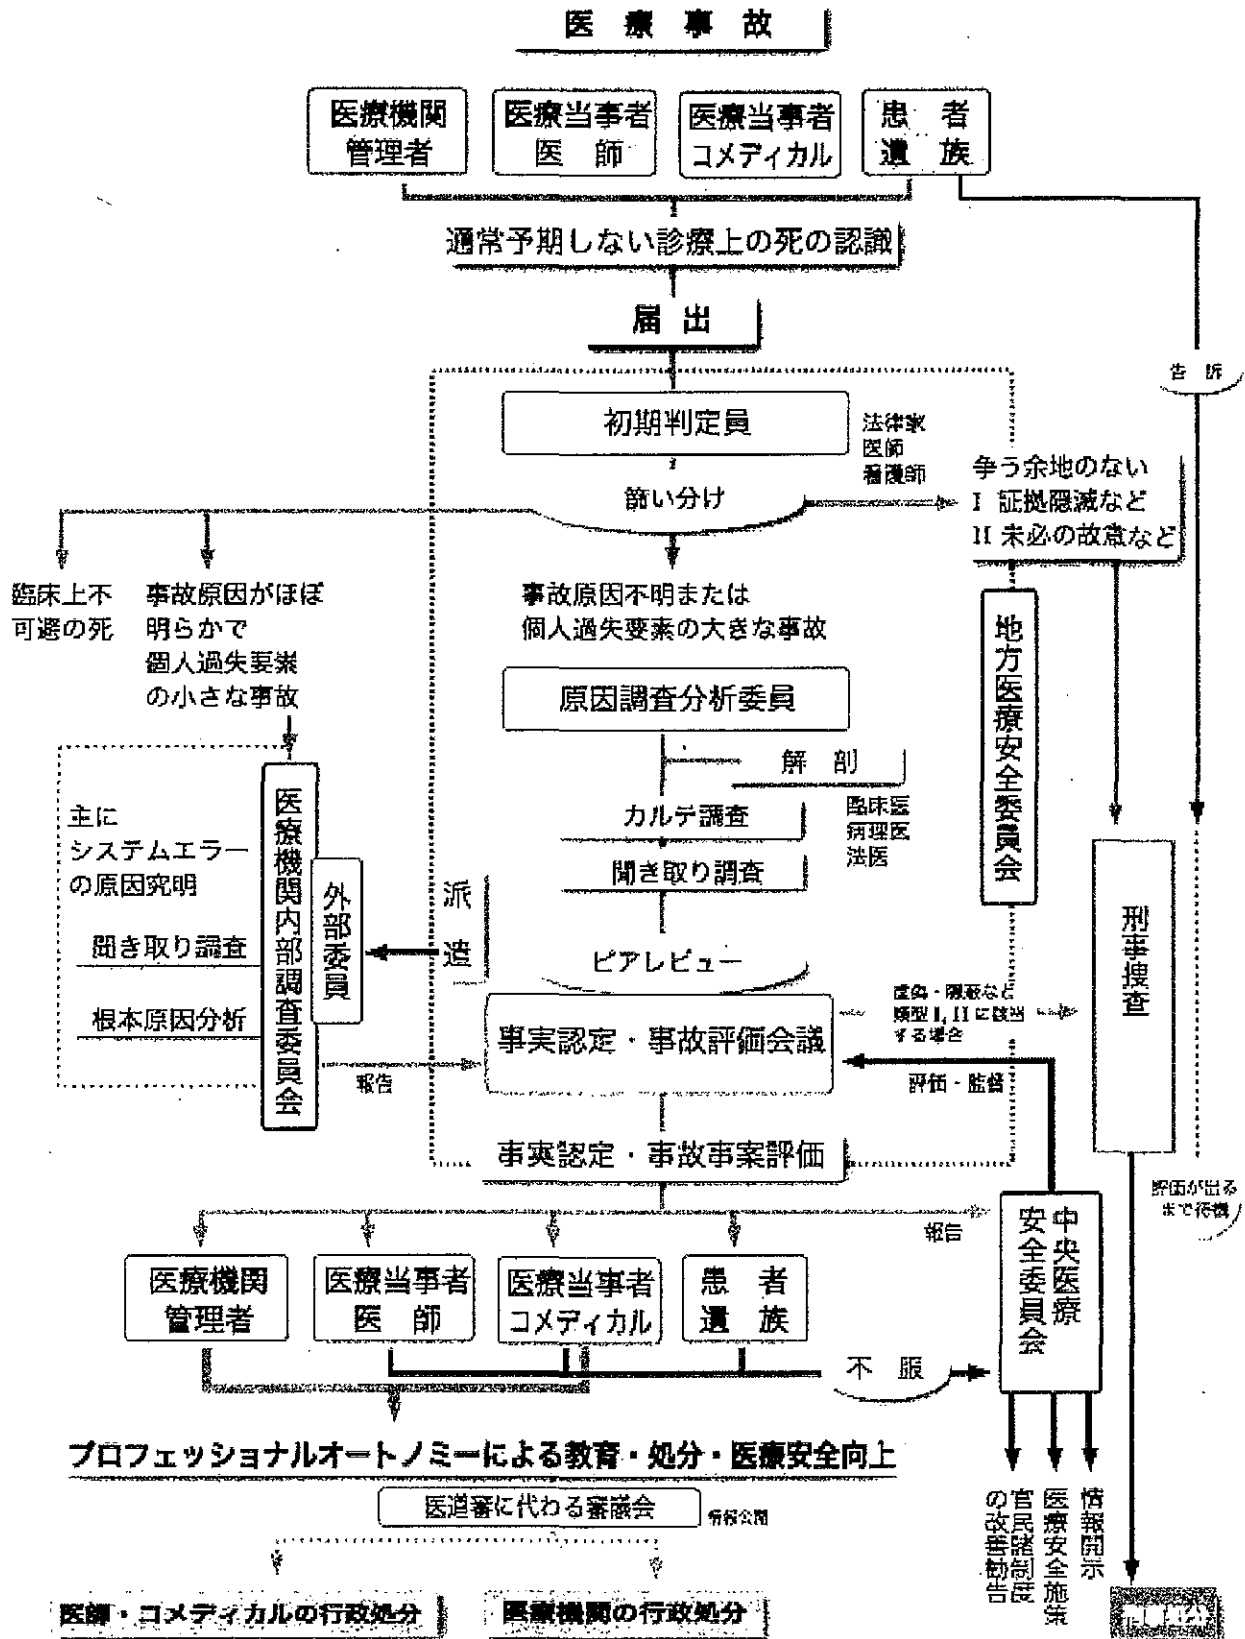 医療事故
医療機関
管理者
医療当事者
医師
医療当事者
コメディカル
患者
遺族
通常予期しない診療上の死の認識
届出
告訴
初期判定員
法律家
医師
看護師
篩い分け
争う余地のない
I 証拠隠滅など
II 未必の故意など
臨床上不
可避の死
事故原因がほぼ
明らかで
個人過失要素
の小さな事故
事故原因不明または
個人過失要素の大きな事故
地方医療安全委員会
原因調査分析委員
解剖
カルテ調査
臨床医
病理医
法医
聞き取り調査
主に
システムエラー
の原因究明
聞き取り調査
根本原因分析
医療機関内部調査委員会
外部委員
派遣
ピアレビュー
刑事捜査
事実認定・事故評価会議
虚偽・隠蔽など
類型I, IIに該当
する場合
報告
評価・監督
事実認定・事故事案評価
評価が出る
まで待機
報告
中央医療
安全委員会
医療機関
管理者
医療当事者
医師
医療当事者
コメディカル
患者
遺族
不服
プロフェッショナルオートノミーによる教育・処分・医療安全向上
医道審に代わる審議会
情報公開
情報開示
医療安全施策
官民諸制度
の改善勧告
医師・コメディカルの行政処分
医療機関の行政処分